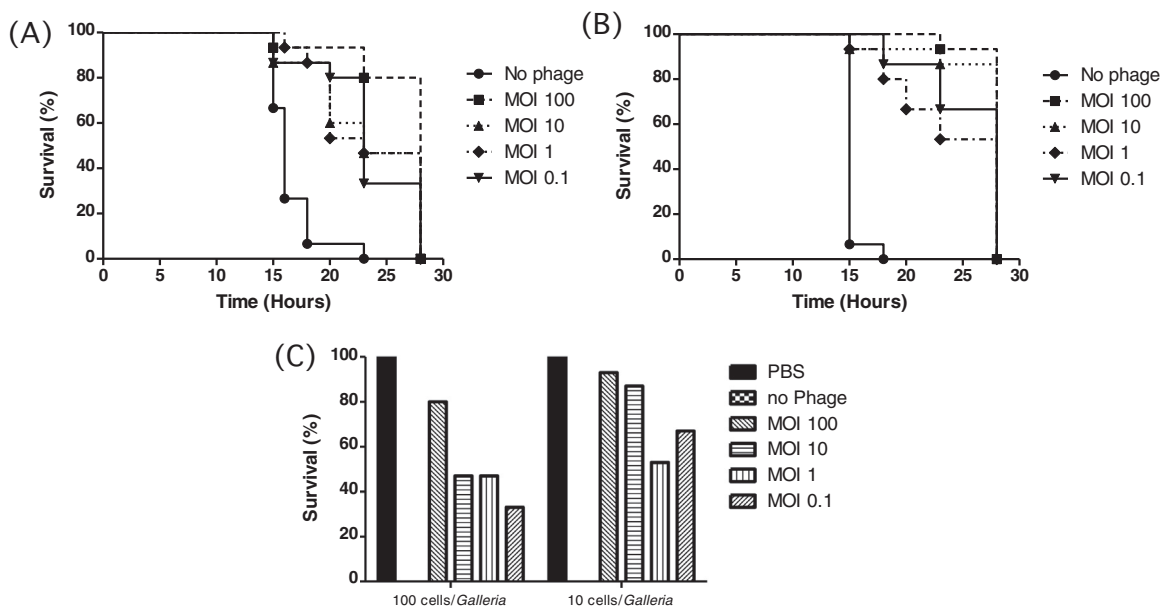 (A)
100
80
60
40
20
0
Survival (%)
0 5 10 15 20 25 30
Time (Hours)
No phage
MOI 100
MOI 10
MOI 1
MOI 0.1
(B)
100
80
60
40
20
0
Survival (%)
0 5 10 15 20 25 30
Time (Hours)
No phage
MOI 100
MOI 10
MOI 1
MOI 0.1
(C)
100
80
60
40
20
0
Survival (%)
100 cells/Galleria 10 cells/Galleria
PBS
no Phage
MOI 100
MOI 10
MOI 1
MOI 0.1